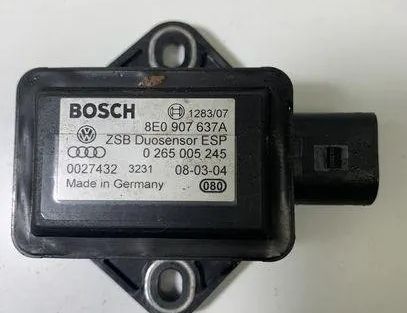 BOSCH 1283/07
8E0 907 637A
ZSB Duosensor ESP
0 265 005 245
0027432 3231 08-03-04
Made in Germany 080